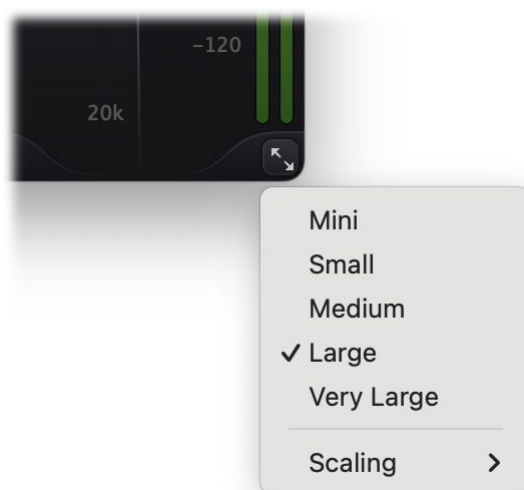 -120
20k
Mini
Small
Medium
✓ Large
Very Large
Scaling >